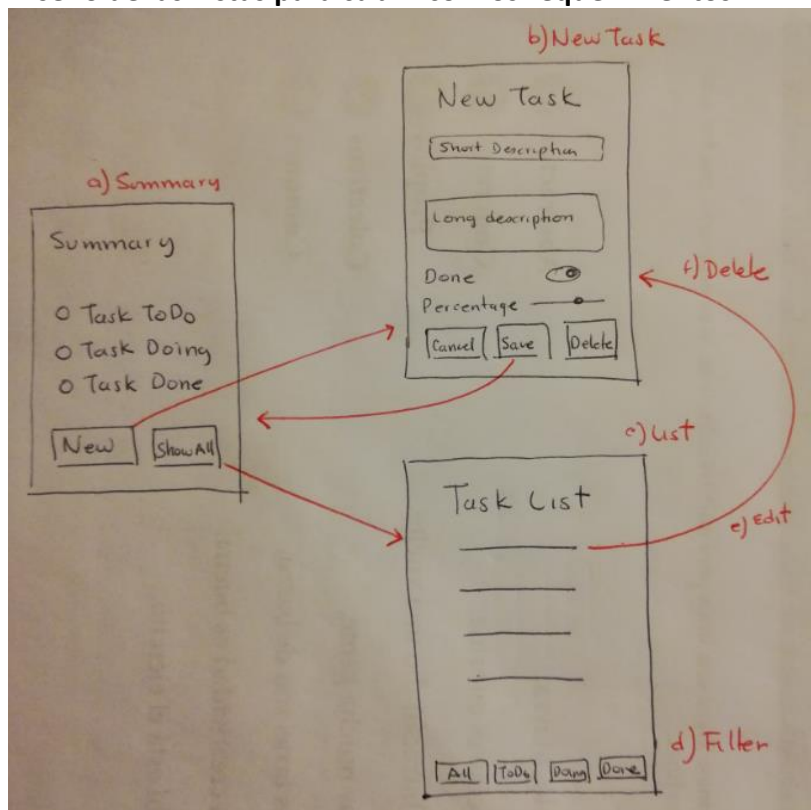 b) New Task
New Task
Short Description
Long description
Done
Percentage
Cancel Save Delete
a) Summary
Summary
Task ToDo
Task Doing
Task Done
New Show All
f) Delete
c) List
Task List
e) Edit
d) Filter
All ToDo Doing Done